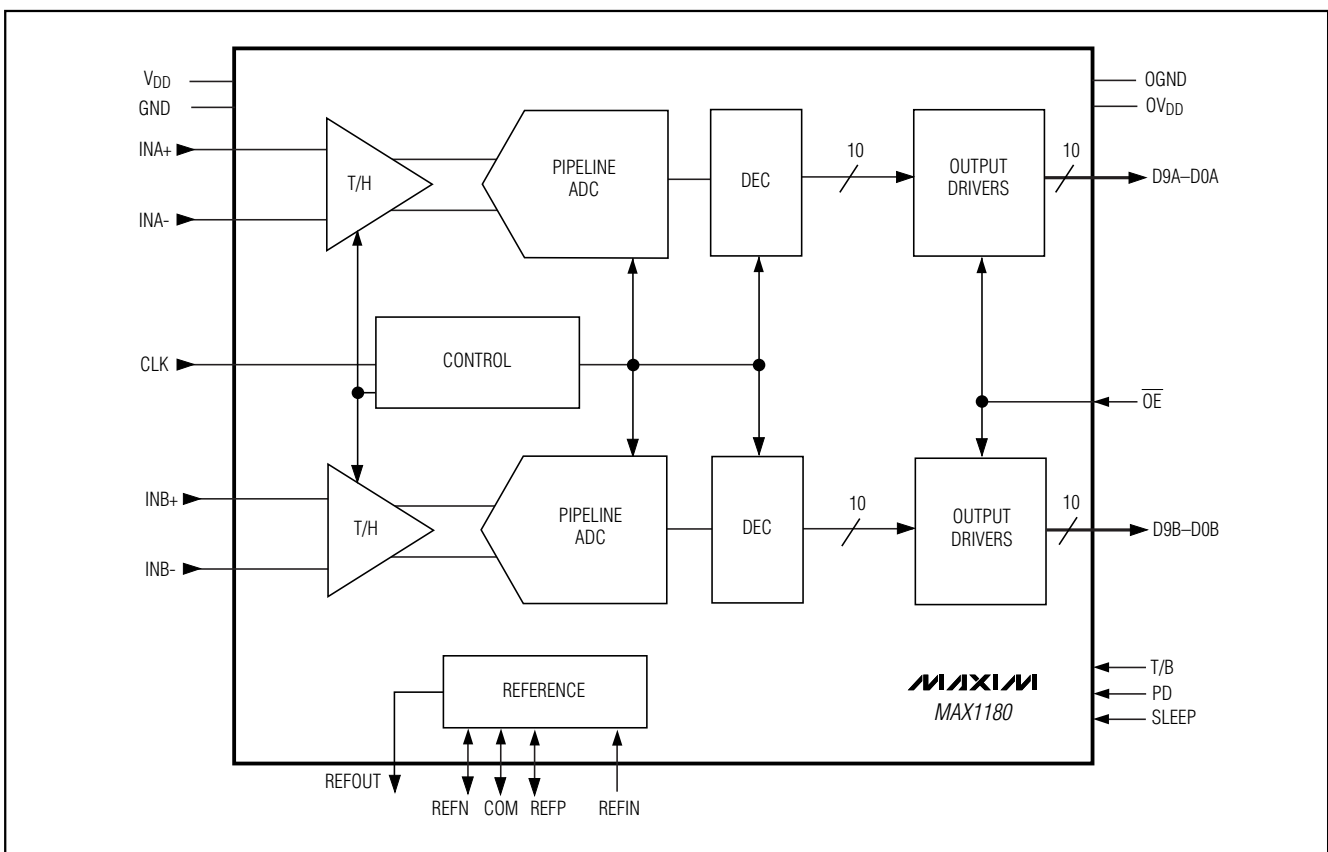 VDD
GND
INA+
INA-
T/H
PIPELINE
ADC
DEC
10
OUTPUT
DRIVERS
10
OGND
OVDD
D9A–D0A
CLK
CONTROL
OE
INB+
INB-
T/H
PIPELINE
ADC
DEC
10
OUTPUT
DRIVERS
10
D9B–D0B
REFERENCE
MAXIM
MAX1180
T/B
PD
SLEEP
REFOUT
REFN
COM
REFP
REFIN